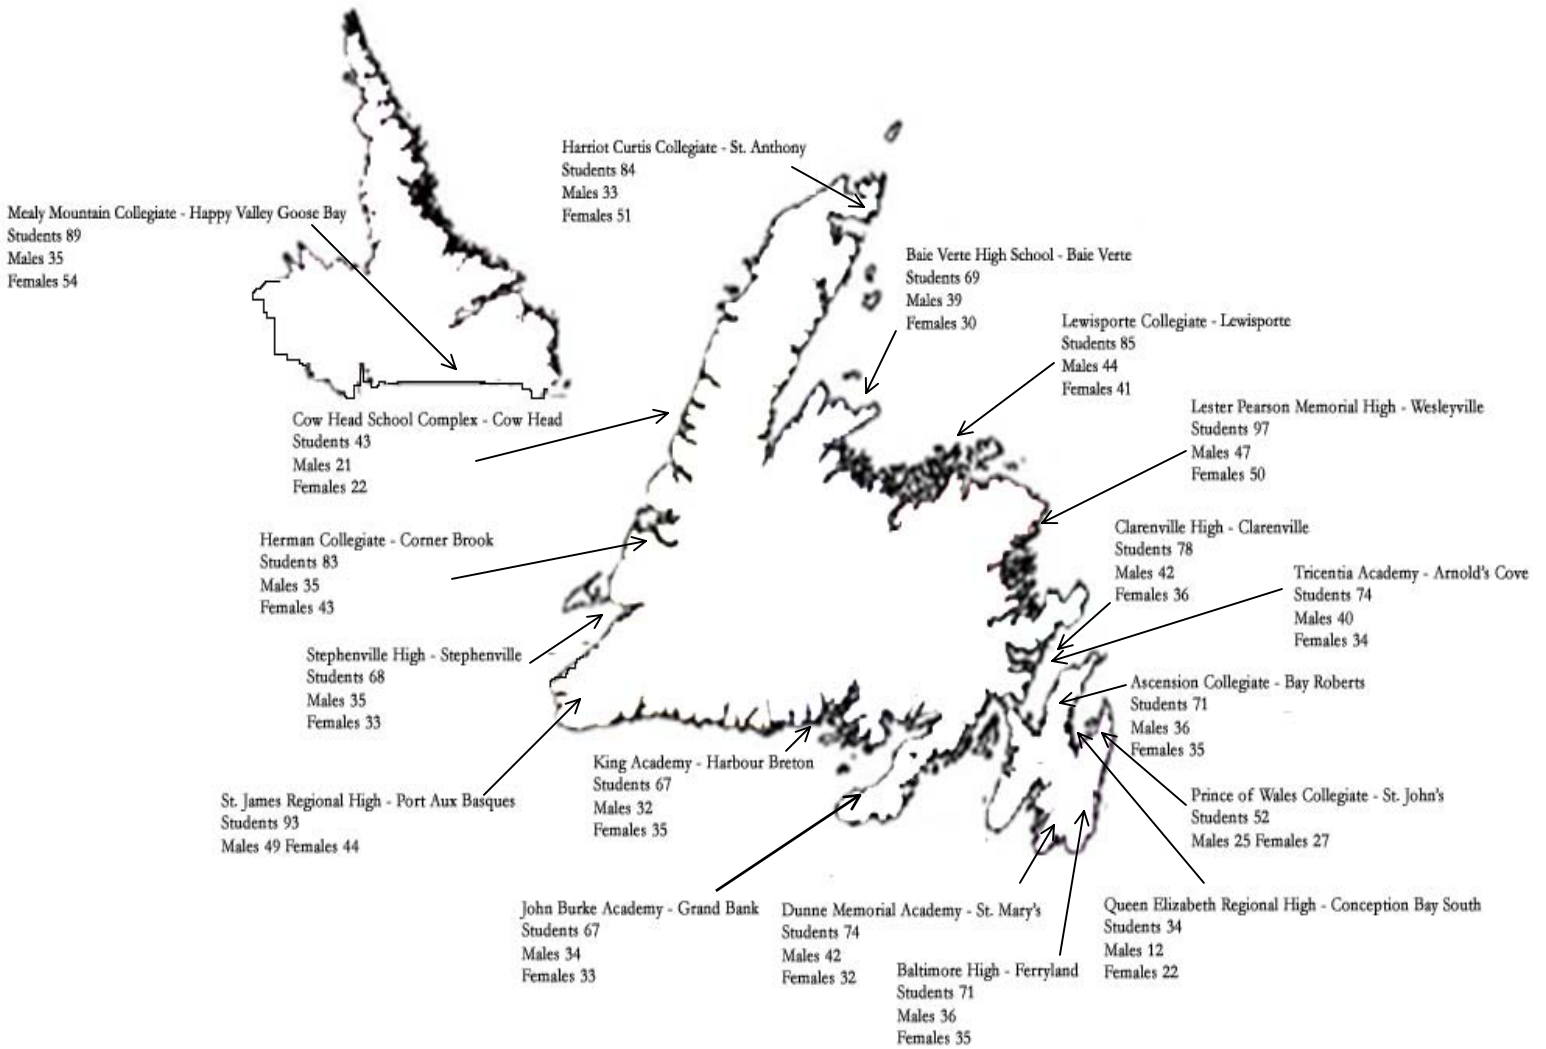 Harriot Curtis Collegiate - St. Anthony
Students 84
Males 33
Females 51
Mealy Mountain Collegiate - Happy Valley Goose Bay
Students 89
Males 35
Females 54
Baie Verte High School - Baie Verte
Students 69
Males 39
Females 30
Lewisporte Collegiate - Lewisporte
Students 85
Males 44
Females 41
Lester Pearson Memorial High - Wesleyville
Students 97
Males 47
Females 50
Cow Head School Complex - Cow Head
Students 43
Males 21
Females 22
Clarenville High - Clarenville
Students 78
Males 42
Females 36
Herman Collegiate - Corner Brook
Students 83
Males 35
Females 43
Tricentia Academy - Arnold's Cove
Students 74
Males 40
Females 34
Stephenville High - Stephenville
Students 68
Males 35
Females 33
Ascension Collegiate - Bay Roberts
Students 71
Males 36
Females 35
King Academy - Harbour Breton
Students 67
Males 32
Females 35
St. James Regional High - Port Aux Basques
Students 93
Males 49 Females 44
Prince of Wales Collegiate - St. John's
Students 52
Males 25 Females 27
John Burke Academy - Grand Bank
Students 67
Males 34
Females 33
Dunne Memorial Academy - St. Mary's
Students 74
Males 42
Females 32
Queen Elizabeth Regional High - Conception Bay South
Students 34
Males 12
Females 22
Baltimore High - Ferryland
Students 71
Males 36
Females 35